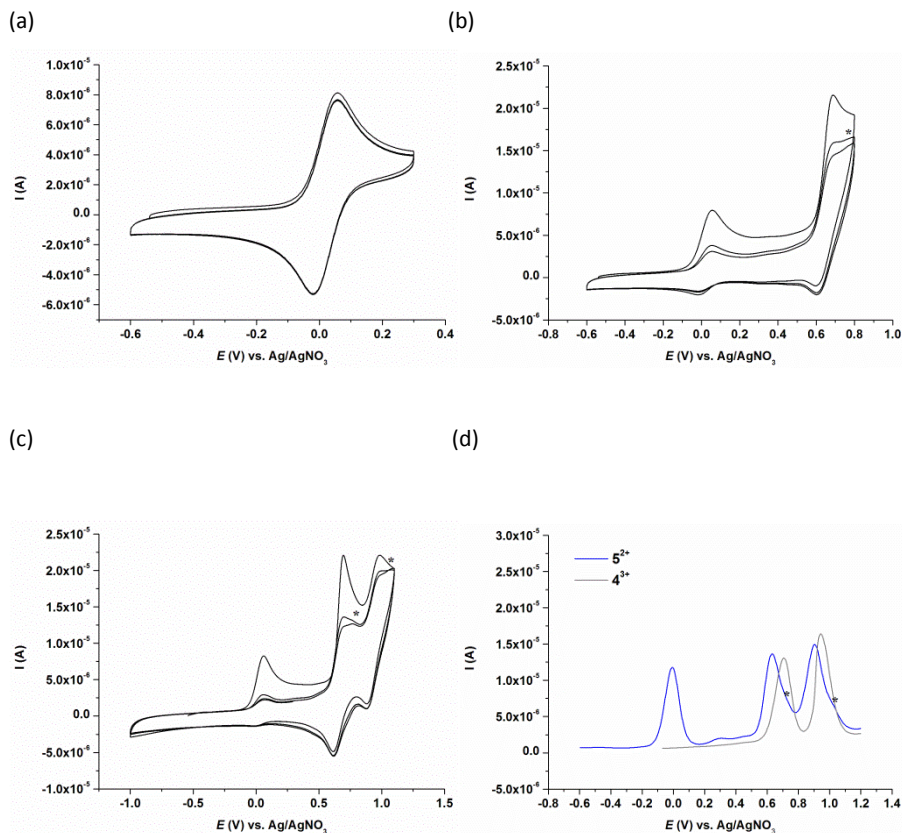 (a)
1.0x10⁻⁵
8.0x10⁻⁶
6.0x10⁻⁶
4.0x10⁻⁶
2.0x10⁻⁶
0.0
-2.0x10⁻⁶
-4.0x10⁻⁶
-6.0x10⁻⁶
I (A)
-0.6 -0.4 -0.2 0.0 0.2 0.4
E (V) vs. Ag/AgNO₃
(b)
2.5x10⁻⁵
2.0x10⁻⁵
1.5x10⁻⁵
1.0x10⁻⁵
5.0x10⁻⁶
0.0
-5.0x10⁻⁶
I (A)
*
-0.6 -0.4 -0.2 0.0 0.2 0.4 0.6 0.8 1.0
E (V) vs. Ag/AgNO₃
(c)
2.5x10⁻⁵
2.0x10⁻⁵
1.5x10⁻⁵
1.0x10⁻⁵
5.0x10⁻⁶
0.0
-5.0x10⁻⁶
-1.0x10⁻⁵
I (A)
*
*
-1.0 -0.5 0.0 0.5 1.0 1.5
E (V) vs. Ag/AgNO₃
(d)
3.0x10⁻⁵
2.5x10⁻⁵
2.0x10⁻⁵
1.5x10⁻⁵
1.0x10⁻⁵
5.0x10⁻⁶
0.0
-5.0x10⁻⁶
I (A)
5²⁺
4³⁺
*
*
-0.8 -0.6 -0.4 -0.2 0.0 0.2 0.4 0.6 0.8 1.0 1.2 1.4
E (V) vs. Ag/AgNO₃